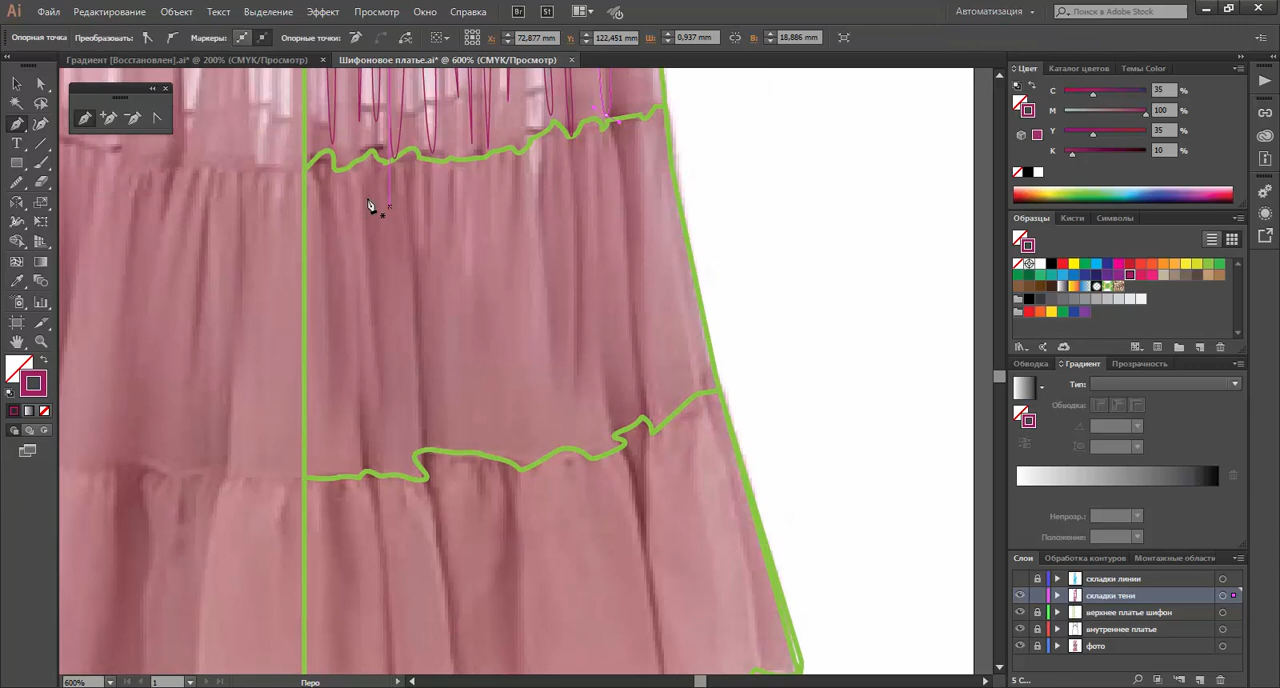 Ai Файл Редактирование Объект Текст Выделение Эффект Просмотр Окно Справка Br St Автоматизация Поиск в Adobe Stock
Опорная точка Преобразовать: Маркеры: Опорные точки: X: 72,877 mm Y: 122,451 mm Ш: 0,937 mm В: 18,886 mm
Градиент [Восстановлен].ai* @ 200% (CMYK/Просмотр) × Шифоновое платье.ai* @ 600% (CMYK/Просмотр) ×
Цвет Каталог цветов Темы Color
C 35 %
M 100 %
Y 35 %
K 10 %
Образцы Кисти Символы
Обводка Градиент Прозрачность
Тип:
Обводка:
%
%
Непрозр.: %
Положение: %
Слои Обработка контуров Монтажные области
складки линии
складки тени
верхнее платье шифон
внутреннее платье
фото
5 С...
600% 1 Перо